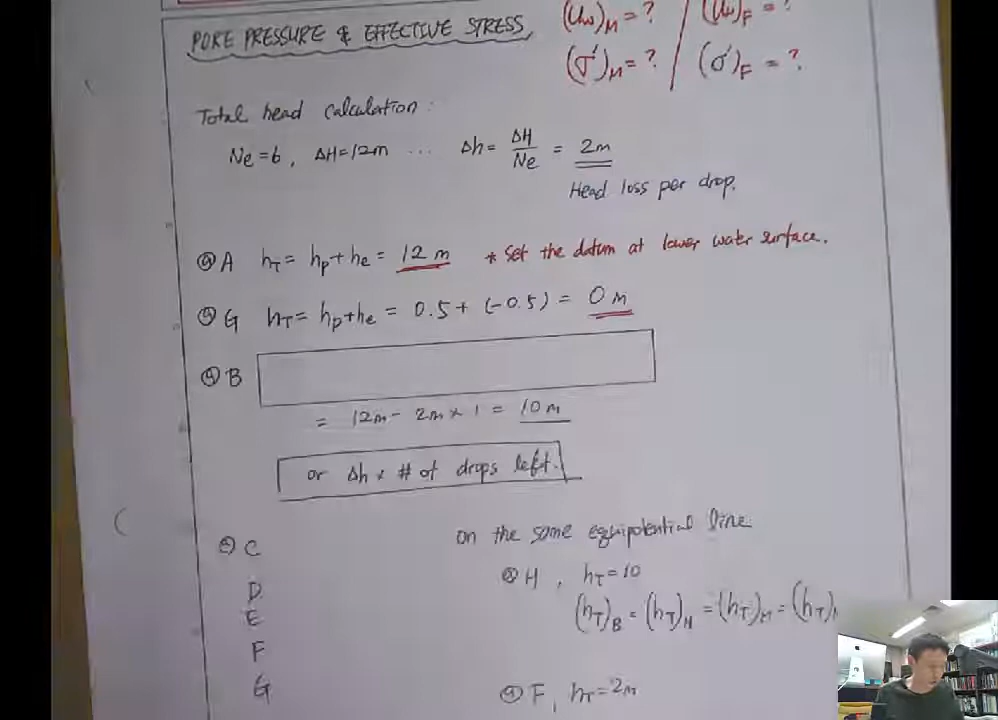 PORE PRESSURE & EFFECTIVE STRESS
(Uw)M = ? / (Uw)F = ?
(σ')M = ? / (σ')F = ?
Total head calculation :
Ne = 6, ΔH = 12m ... Δh = ΔH/Ne = 2m
Head loss per drop.
@ A hT = hp + he = 12 m * Set the datum at lower water surface.
@ G hT = hp + he = 0.5 + (-0.5) = 0 m
@ B
= 12m - 2m × 1 = 10m
or Δh × # of drops left.
on the same equipotential line
@ C
@ H , hT = 10
D
(hT)B = (hT)H = (hT)M = (hT)
E
F
G
@ F, hT = 2m